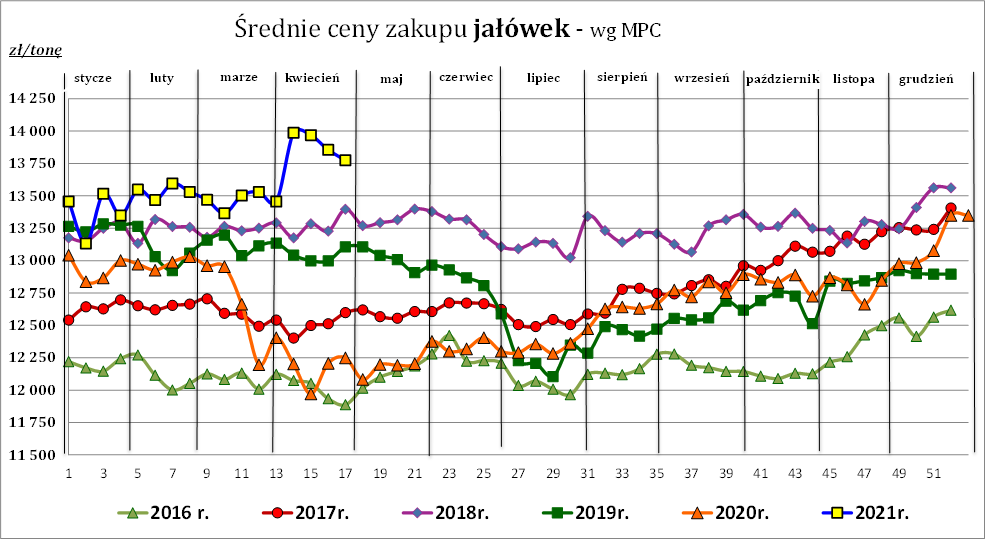 Średnie ceny zakupu jałówek - wg MPC
zł/tonę
stycze luty marze kwiecień maj czerwiec lipiec sierpień wrzesień październik listopa grudzień
14 250
14 000
13 750
13 500
13 250
13 000
12 750
12 500
12 250
12 000
11 750
11 500
1 3 5 7 9 11 13 15 17 19 21 23 25 27 29 31 33 35 37 39 41 43 45 47 49 51
2016 r. 2017r. 2018r. 2019r. 2020r. 2021r.